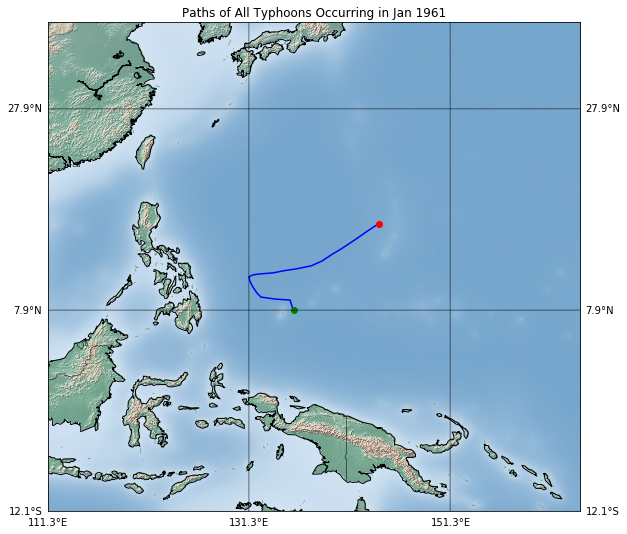 Paths of All Typhoons Occurring in Jan 1961
27.9°N 27.9°N
7.9°N 7.9°N
12.1°S 12.1°S
111.3°E 131.3°E 151.3°E